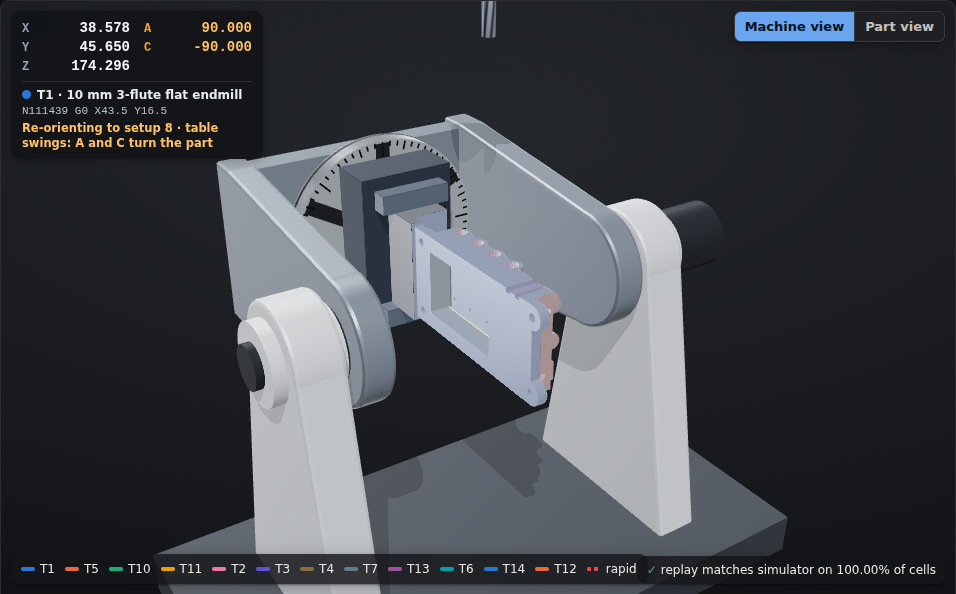 X 38.578 A 90.000
Y 45.650 C -90.000
Z 174.296
T1 · 10 mm 3-flute flat endmill
N111439 G0 X43.5 Y16.5
Re-orienting to setup 8 · table
swings: A and C turn the part
Machine view Part view
T1 T5 T10 T11 T2 T3 T4 T7 T13 T6 T14 T12 rapid
✓ replay matches simulator on 100.00% of cells